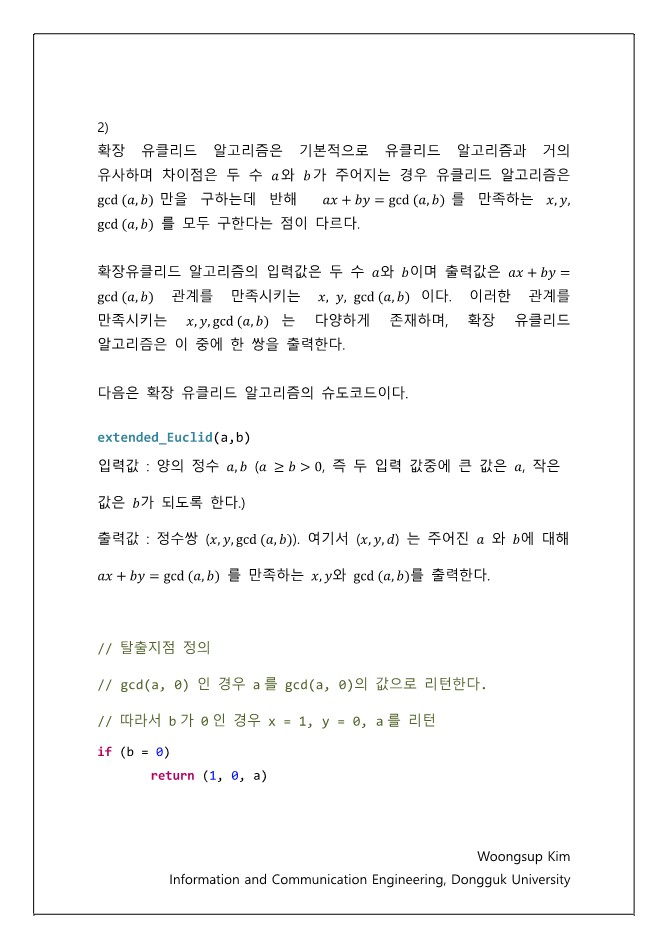 2)
확장 유클리드 알고리즘은 기본적으로 유클리드 알고리즘과 거의
유사하며 차이점은 두 수 a와 b가 주어지는 경우 유클리드 알고리즘은
gcd (a, b) 만을 구하는데 반해 ax + by = gcd (a, b) 를 만족하는 x, y,
gcd (a, b) 를 모두 구한다는 점이 다르다.
확장유클리드 알고리즘의 입력값은 두 수 a와 b이며 출력값은 ax + by =
gcd (a, b) 관계를 만족시키는 x, y, gcd (a, b) 이다. 이러한 관계를
만족시키는 x, y, gcd (a, b) 는 다양하게 존재하며, 확장 유클리드
알고리즘은 이 중에 한 쌍을 출력한다.
다음은 확장 유클리드 알고리즘의 슈도코드이다.
extended_Euclid(a,b)
입력값 : 양의 정수 a, b (a ≥ b > 0, 즉 두 입력 값중에 큰 값은 a, 작은
값은 b가 되도록 한다.)
출력값 : 정수쌍 (x, y, gcd (a, b)). 여기서 (x, y, d) 는 주어진 a 와 b에 대해
ax + by = gcd (a, b) 를 만족하는 x, y와 gcd (a, b)를 출력한다.
// 탈출지점 정의
// gcd(a, 0) 인 경우 a를 gcd(a, 0)의 값으로 리턴한다.
// 따라서 b가 0인 경우 x = 1, y = 0, a를 리턴
if (b = 0)
return (1, 0, a)
Woongsup Kim
Information and Communication Engineering, Dongguk University